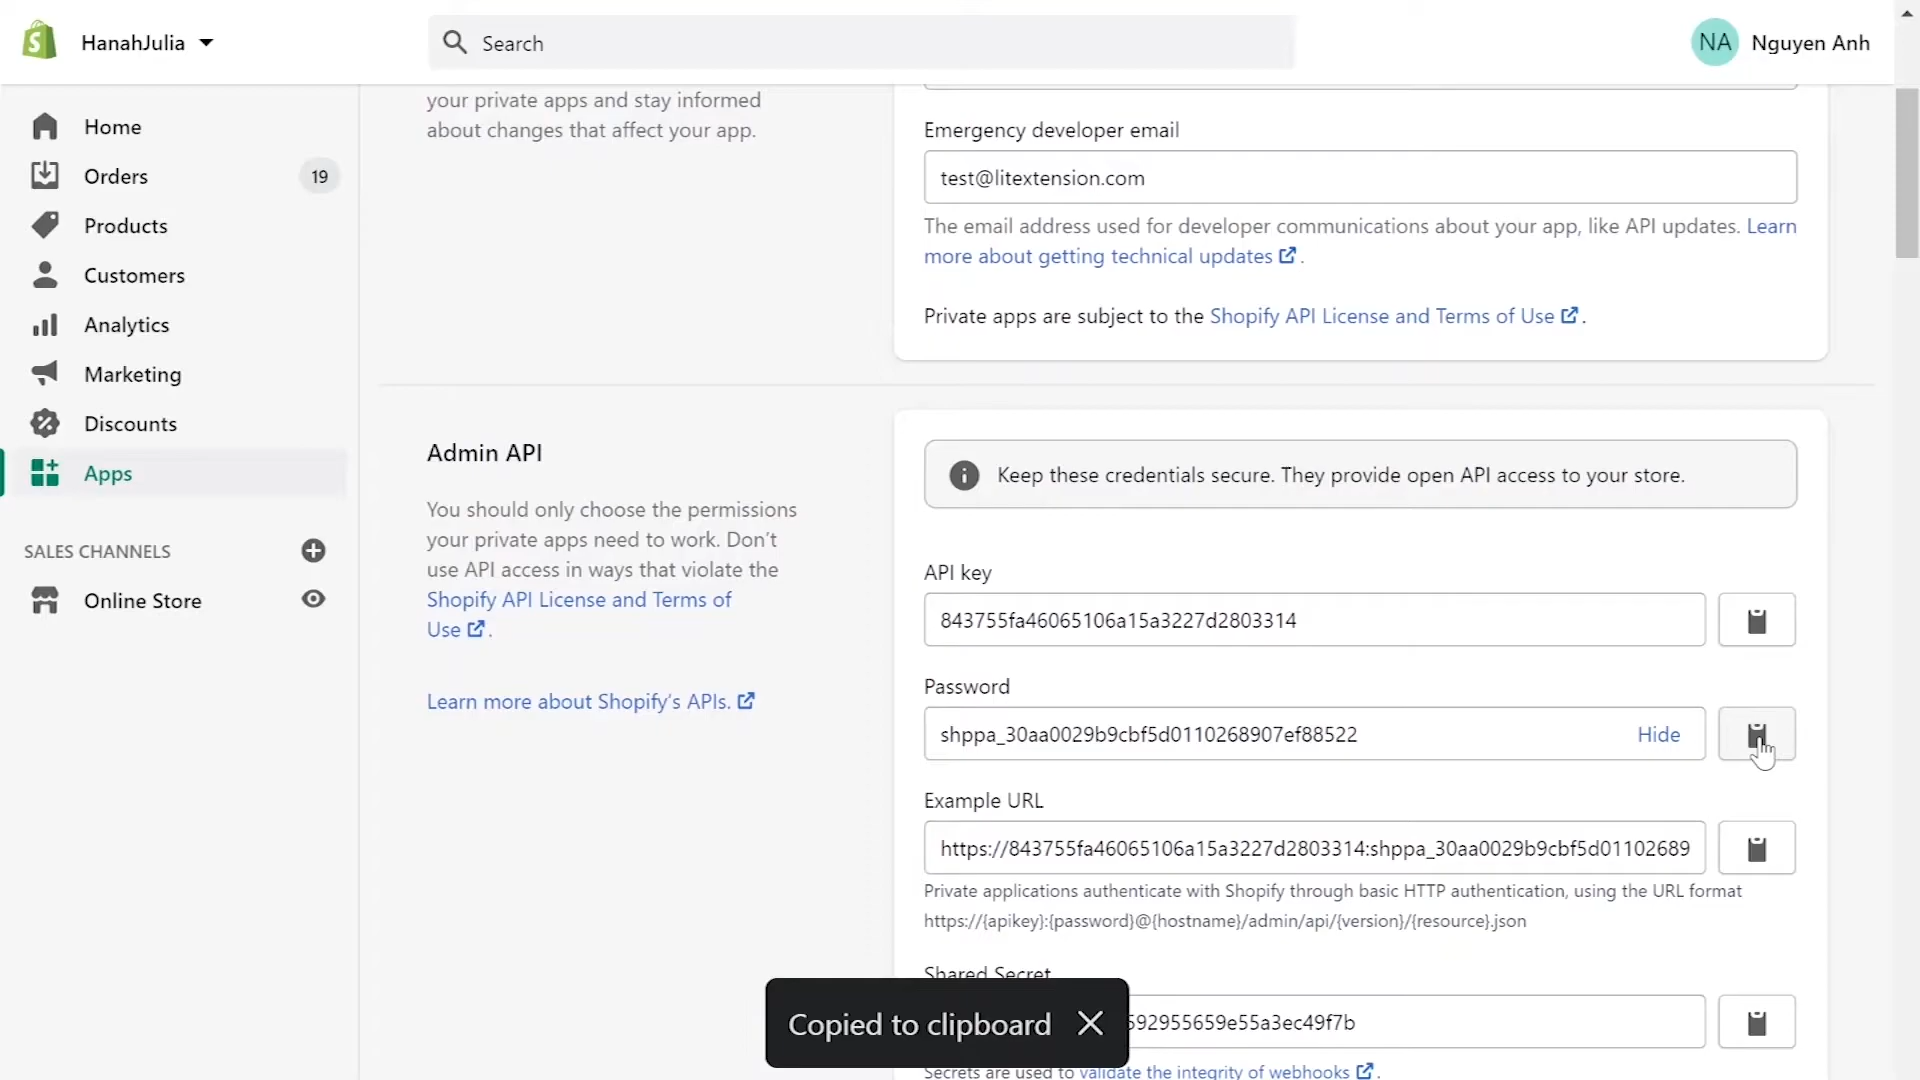 HanahJulia
Search
NA
Nguyen Anh
Home
Orders
19
Products
Customers
Analytics
Marketing
Discounts
Apps
SALES CHANNELS
Online Store
your private apps and stay informed
about changes that affect your app.
Emergency developer email
test@litextension.com
The email address used for developer communications about your app, like API updates. Learn
more about getting technical updates.
Private apps are subject to the Shopify API License and Terms of Use.
Admin API
You should only choose the permissions
your private apps need to work. Don't
use API access in ways that violate the
Shopify API License and Terms of
Use.
Learn more about Shopify's APIs.
Keep these credentials secure. They provide open API access to your store.
API key
843755fa46065106a15a3227d2803314
Password
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
Hide
Example URL
https://843755fa46065106a15a3227d2803314:shppa_30aa0029b9cbf5d01102689
Private applications authenticate with Shopify through basic HTTP authentication, using the URL format
https://{apikey}:{password}@{hostname}/admin/api/{version}/{resource}.json
Shared Secret
592955659e55a3ec49f7b
Copied to clipboard
Secrets are used to validate the integrity of webhooks.